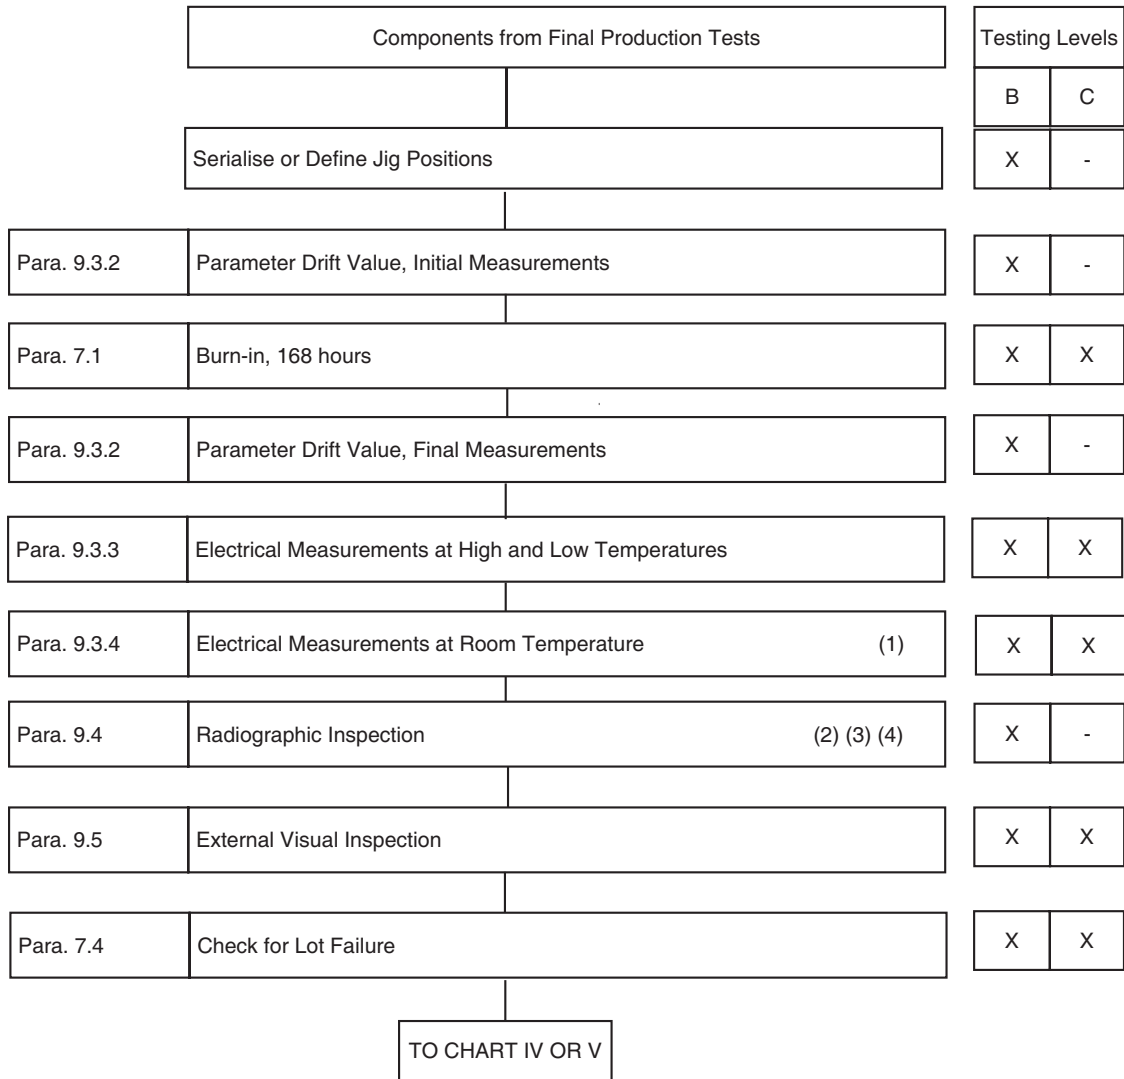 Components from Final Production Tests Testing Levels
B C
Serialise or Define Jig Positions X -
Para. 9.3.2 Parameter Drift Value, Initial Measurements X -
Para. 7.1 Burn-in, 168 hours X X
Para. 9.3.2 Parameter Drift Value, Final Measurements X -
Para. 9.3.3 Electrical Measurements at High and Low Temperatures X X
Para. 9.3.4 Electrical Measurements at Room Temperature (1) X X
Para. 9.4 Radiographic Inspection (2) (3) (4) X -
Para. 9.5 External Visual Inspection X X
Para. 7.4 Check for Lot Failure X X
TO CHART IV OR V